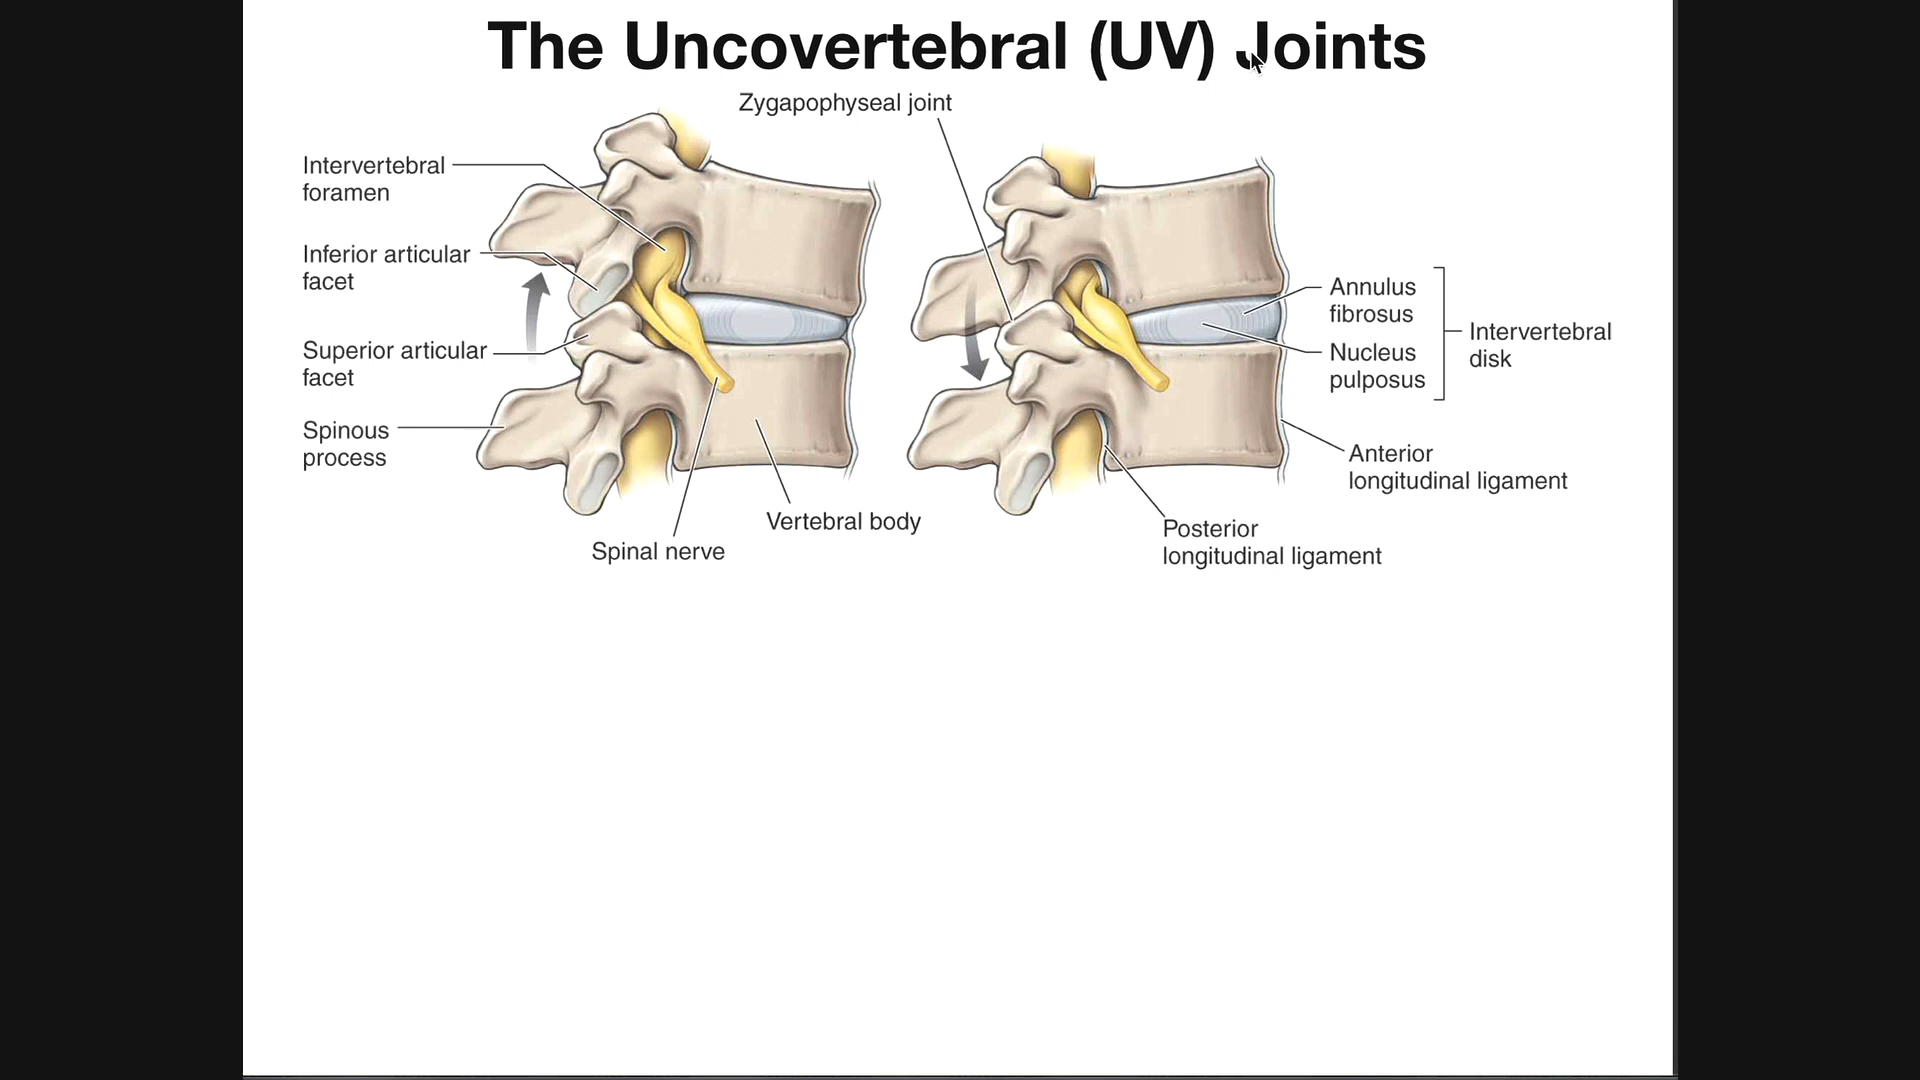 The Uncovertebral (UV) Joints
Zygapophyseal joint
Intervertebral
foramen
Inferior articular
facet
Superior articular
facet
Spinous
process
Spinal nerve
Vertebral body
Annulus
fibrosus
Nucleus
pulposus
Intervertebral
disk
Anterior
longitudinal ligament
Posterior
longitudinal ligament